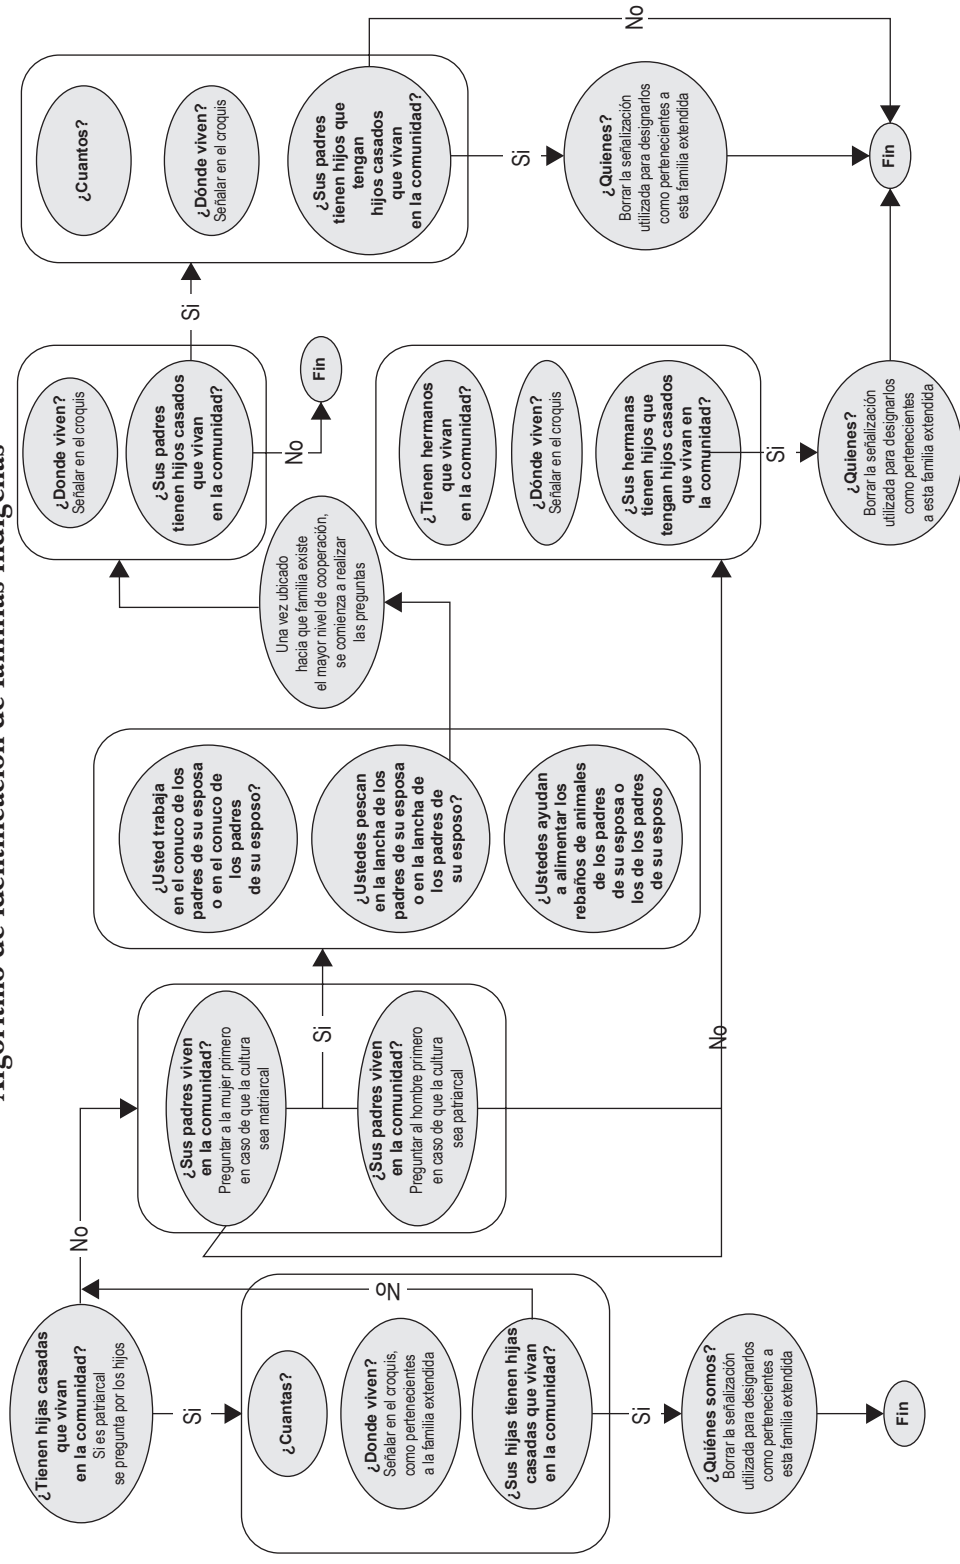 Algoritmo de identificación de familias indígenas
¿Tienen hijas casadas
que vivan
en la comunidad?
Si es patriarcal
se pregunta por los hijos
No
Si
¿Cuantas?
¿Donde viven?
Señalar en el croquis,
como pertenecientes
a la familia extendida
¿Sus hijas tienen hijas
casadas que vivan
en la comunidad?
No
Si
¿Quiénes somos?
Borrar la señalización
utilizada para designarlos
como pertenecientes a
esta familia extendida
Fin
¿Sus padres viven
en la comunidad?
Preguntar a la mujer primero
en caso de que la cultura
sea matriarcal
Si
¿Sus padres viven
en la comunidad?
Preguntar al hombre primero
en caso de que la cultura
sea patriarcal
No
¿Usted trabaja
en el conuco de los
padres de su esposa
o en el conuco de
los padres
de su esposo?
¿Ustedes pescan
en la lancha de los
padres de su esposa
o en la lancha de
los padres de
su esposo?
¿Ustedes ayudan
a alimentar los
rebaños de animales
de los padres
de su esposa o
los de los padres
de su esposo
Una vez ubicado
hacia que familia existe
el mayor nivel de cooperación,
se comienza a realizar
las preguntas
¿Donde viven?
Señalar en el croquis
¿Sus padres
tienen hijos casados
que vivan
en la comunidad?
Si
No
Fin
¿Tienen hermanos
que vivan
en la comunidad?
¿Dónde viven?
Señalar en el croquis
¿Sus hermanas
tienen hijos que
tengan hijos casados
que vivan en
la comunidad?
Si
¿Quienes?
Borrar la señalización
utilizada para designarlos
como pertenecientes
a esta familia extendida
¿Cuantos?
¿Dónde viven?
Señalar en el croquis
¿Sus padres
tienen hijos que
tengan
hijos casados
que vivan
en la comunidad?
No
Si
¿Quienes?
Borrar la señalización
utilizada para designarlos
como pertenecientes a
esta familia extendida
Fin